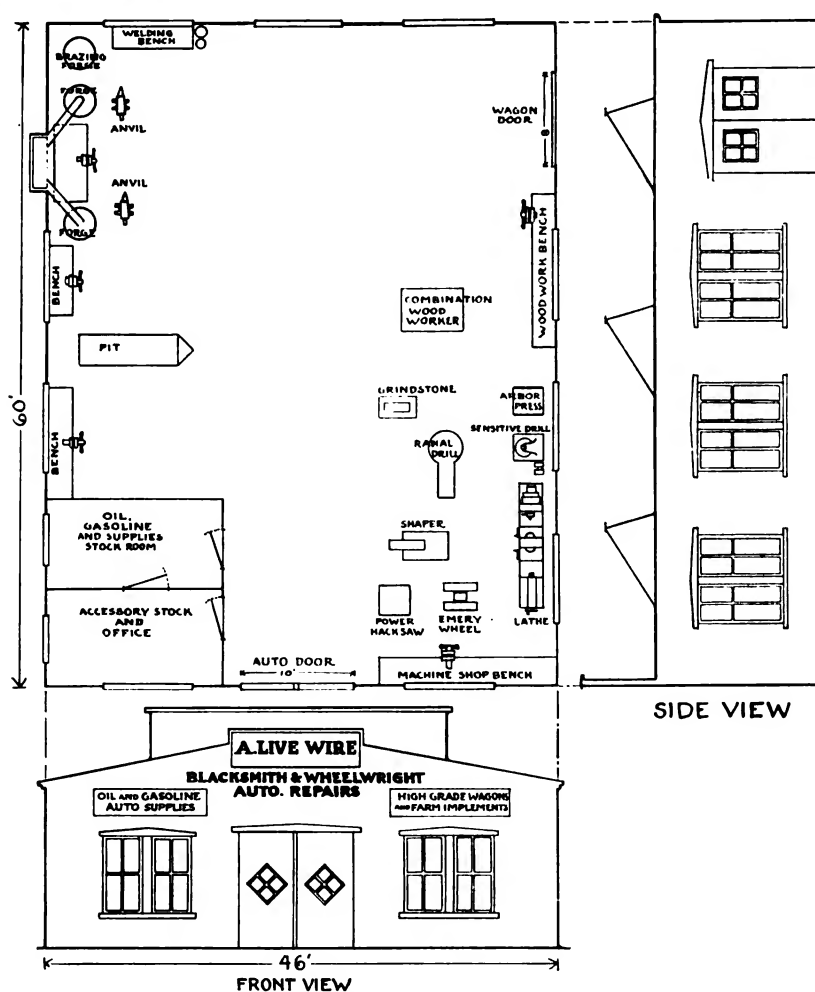 WELDING
BENCH
BRAZING
FORGE
FORGE
ANVIL
WAGON
DOOR
8'
ANVIL
FORGE
BENCH
WOOD WORK BENCH
COMBINATION
WOOD
WORKER
PIT
60'
GRINDSTONE
ARBOR
PRESS
SENSITIVE DRILL
RADIAL
DRILL
BENCH
OIL,
GASOLINE
AND SUPPLIES
STOCK ROOM
SHAPER
ACCESSORY STOCK
AND
OFFICE
POWER
HACKSAW
EMERY
WHEEL
LATHE
AUTO DOOR
10'
MACHINE SHOP BENCH
SIDE VIEW
A. LIVE WIRE
BLACKSMITH & WHEELWRIGHT
AUTO. REPAIRS
OIL AND GASOLINE
AUTO SUPPLIES
HIGH GRADE WAGONS
AND FARM IMPLEMENTS
46'
FRONT VIEW